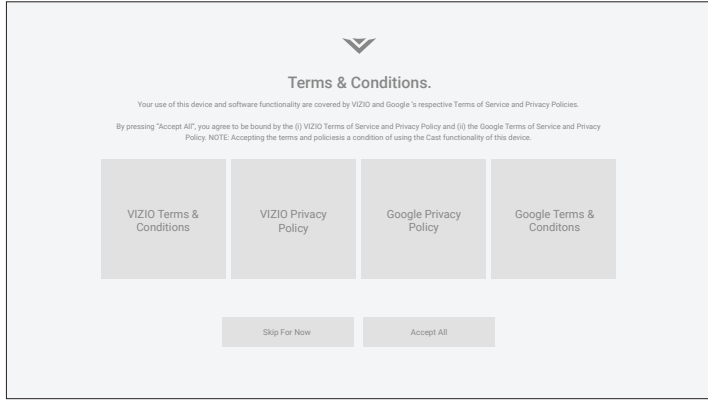 Terms & Conditions.
Your use of this device and software functionality are covered by VIZIO and Google 's respective Terms of Service and Privacy Policies.
By pressing "Accept All", you agree to be bound by the (i) VIZIO Terms of Service and Privacy Policy and (ii) the Google Terms of Service and Privacy
Policy. NOTE: Accepting the terms and policiesis a condition of using the Cast functionality of this device.
VIZIO Terms &
Conditions
VIZIO Privacy
Policy
Google Privacy
Policy
Google Terms &
Conditons
Skip For Now
Accept All